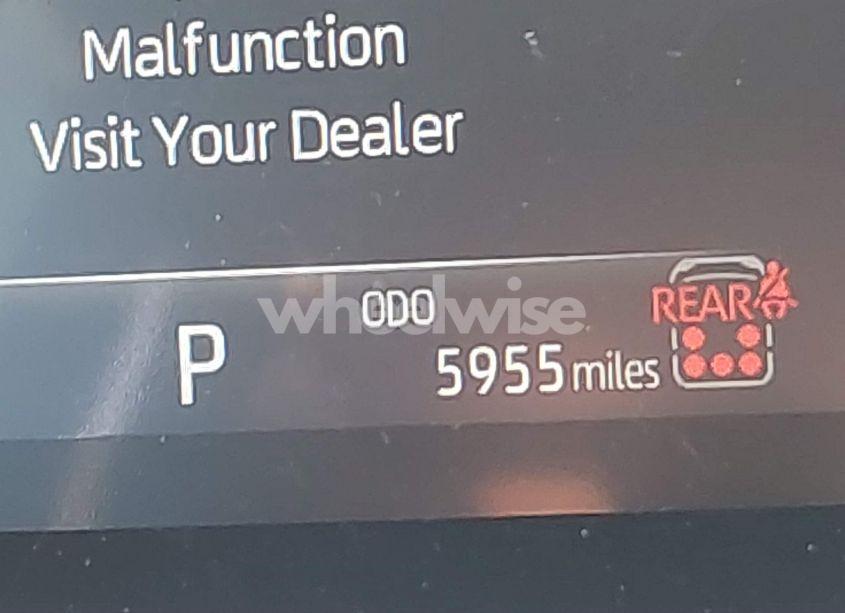 Malfunction
Visit Your Dealer
wheelwise
ODO
REAR
P
5955 miles